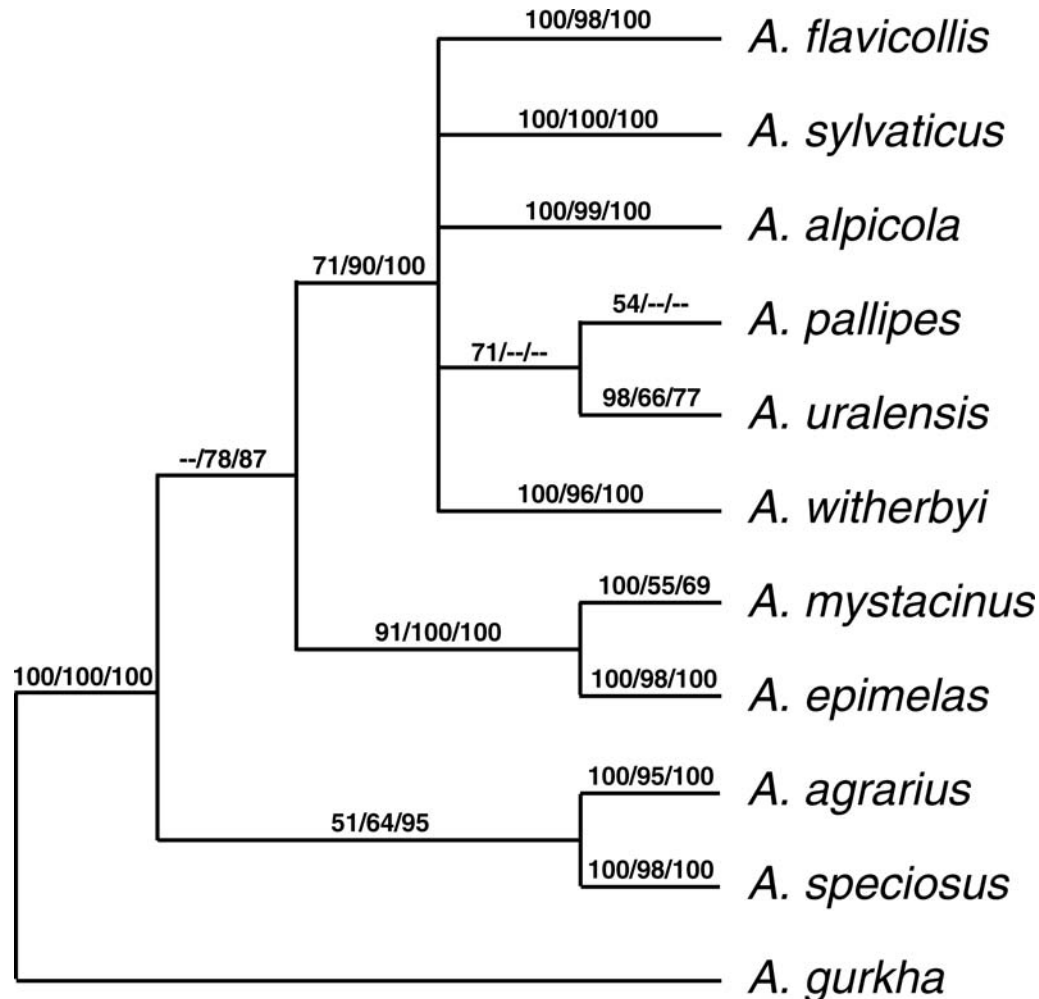 100/98/100
A. flavicollis
100/100/100
A. sylvaticus
100/99/100
A. alpicola
71/90/100
54/--/--
A. pallipes
71/--/--
98/66/77
A. uralensis
--/78/87
100/96/100
A. witherbyi
100/55/69
A. mystacinus
91/100/100
100/98/100
A. epimelas
100/100/100
100/95/100
A. agrarius
51/64/95
100/98/100
A. speciosus
A. gurkha